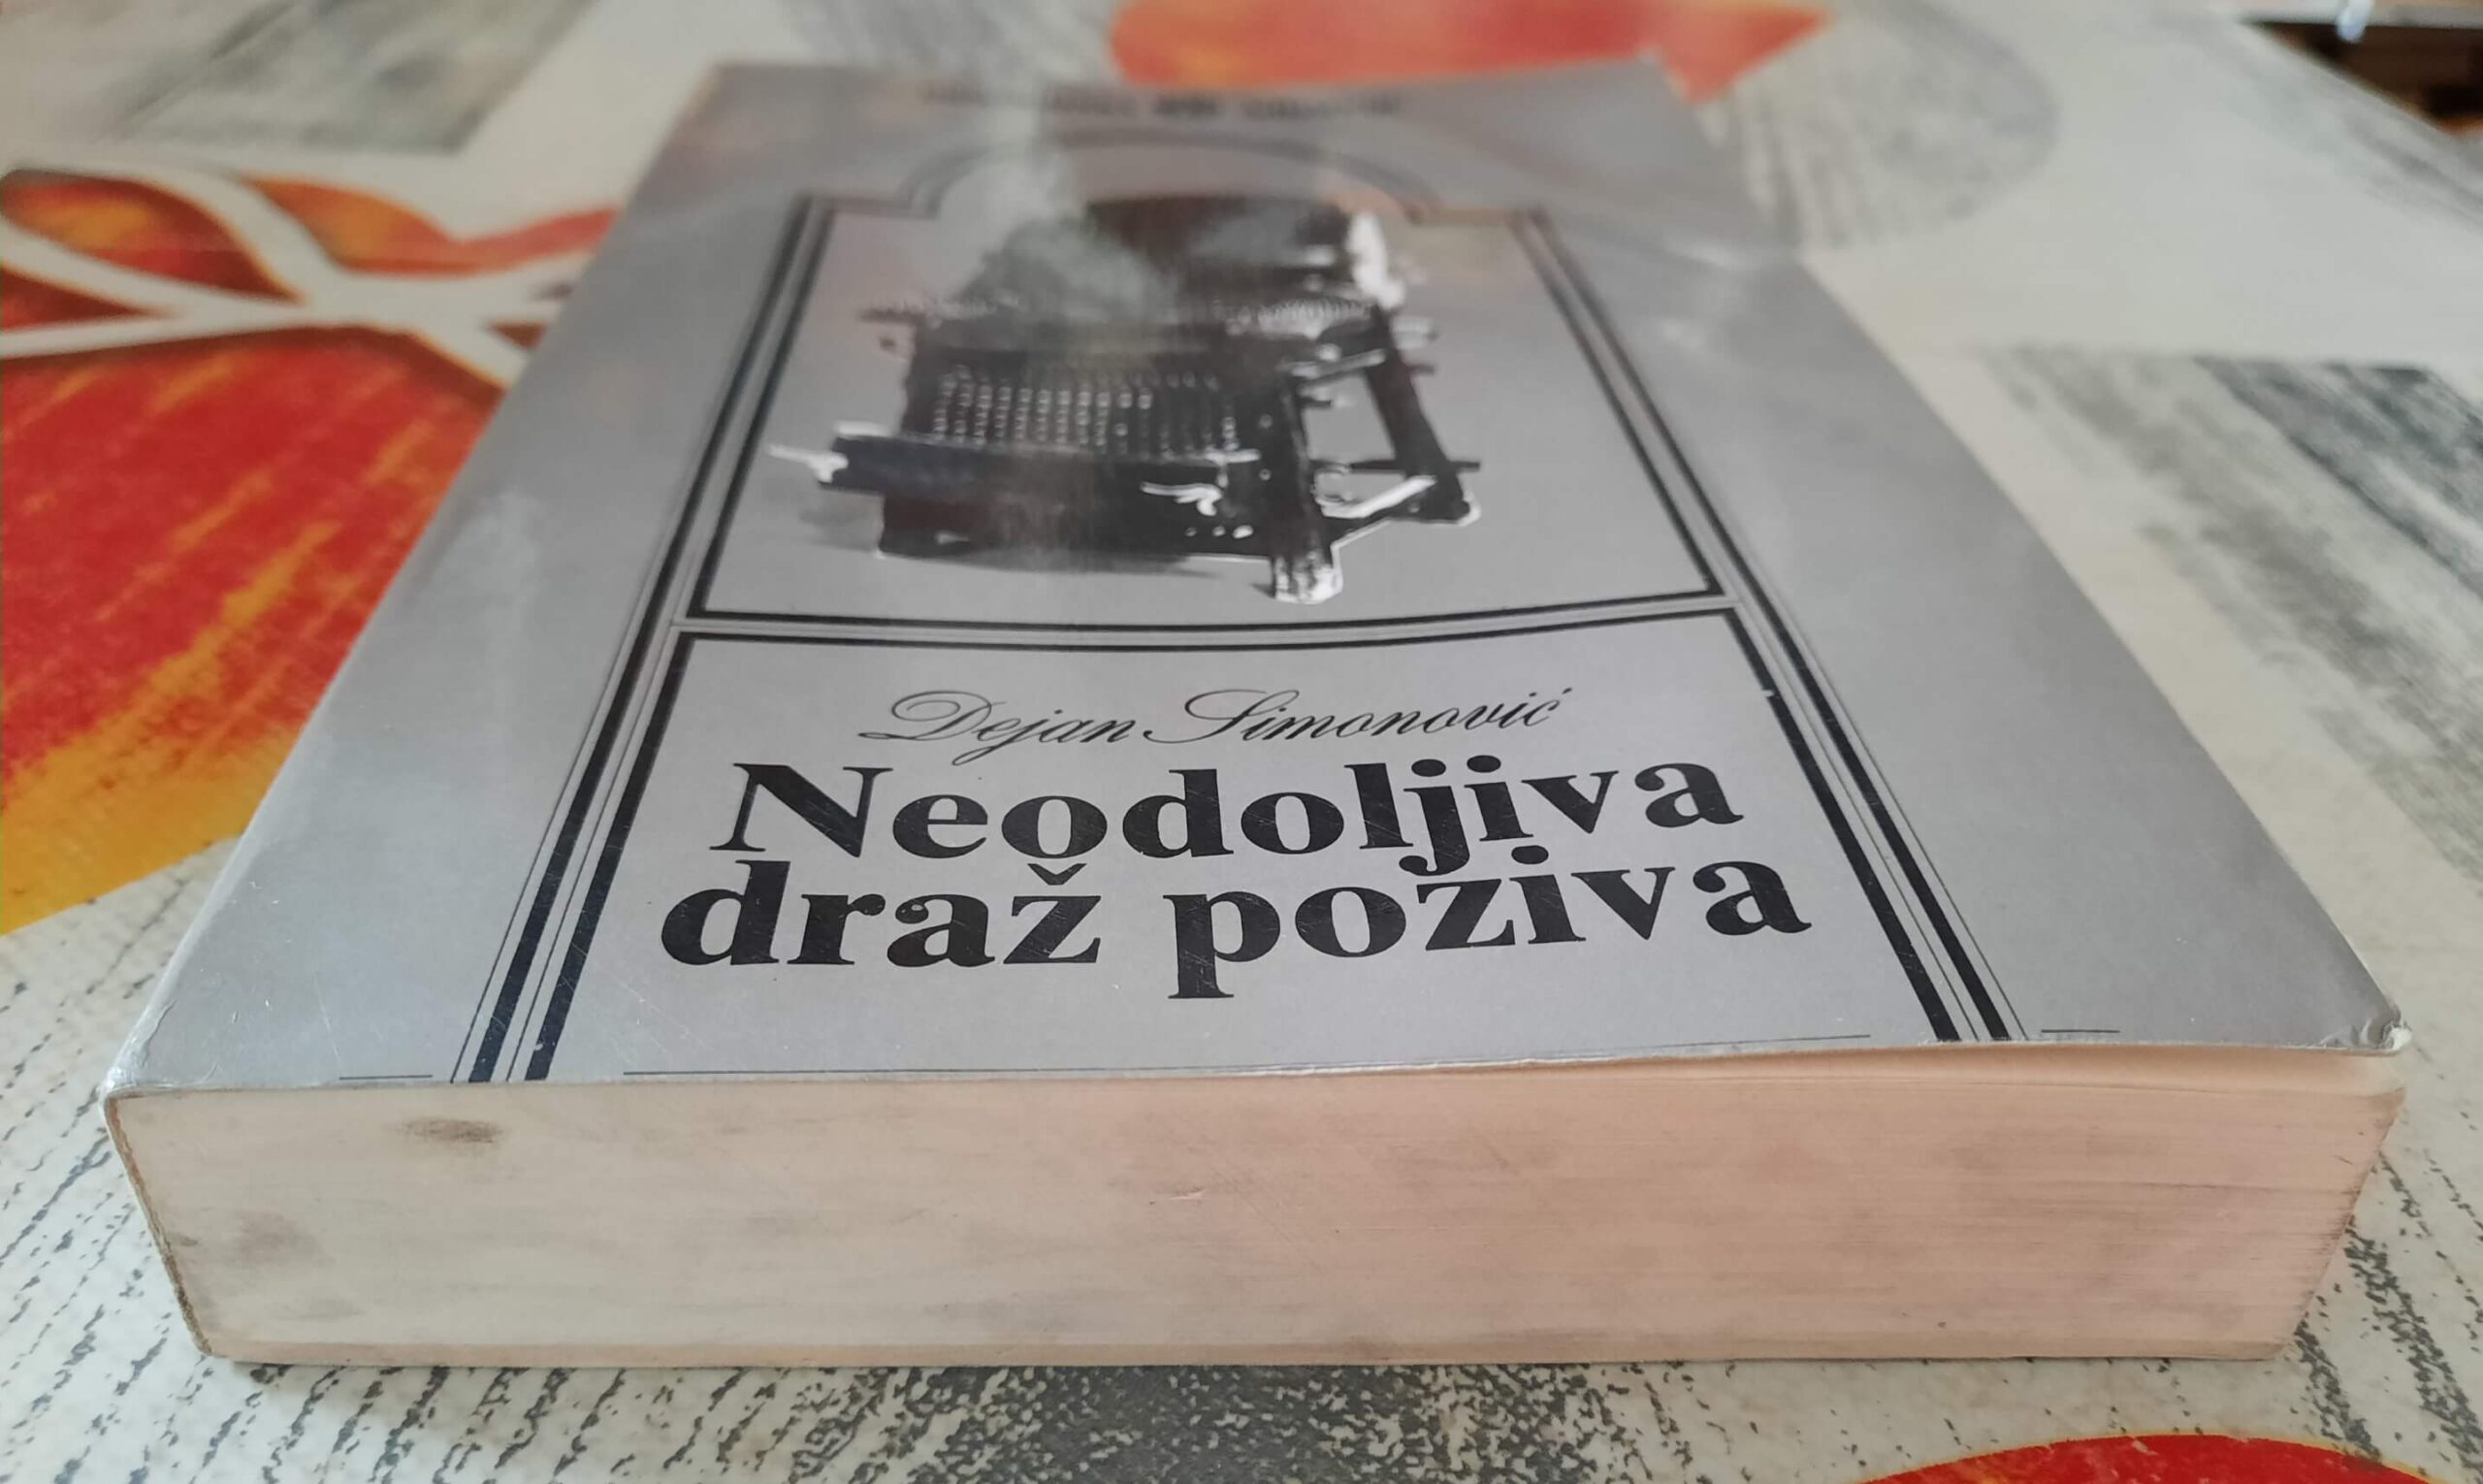 Dejan Simonović
Neodoljiva
draž poziva